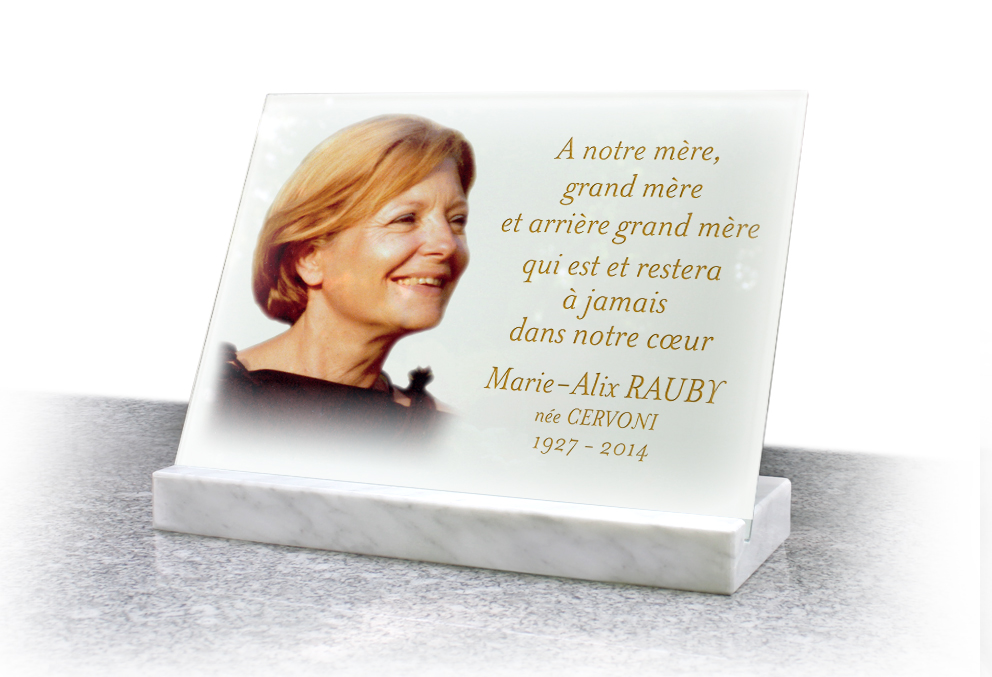 A notre mère,
grand mère
et arrière grand mère
qui est et restera
à jamais
dans notre cœur
Marie-Alix RAUBY
née CERVONI
1927 - 2014